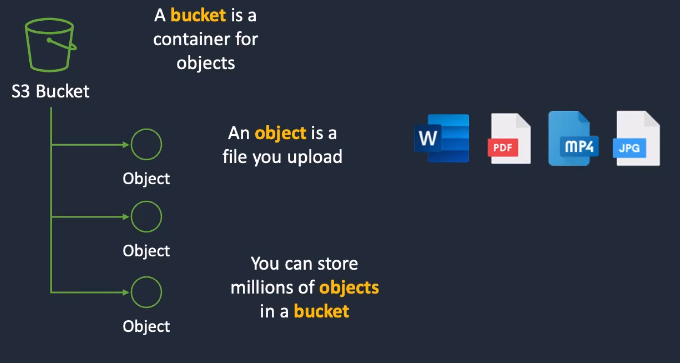 A bucket is a
container for
objects
S3 Bucket
An object is a
file you upload
W
PDF
MP4
JPG
Object
Object
You can store
millions of objects
in a bucket
Object